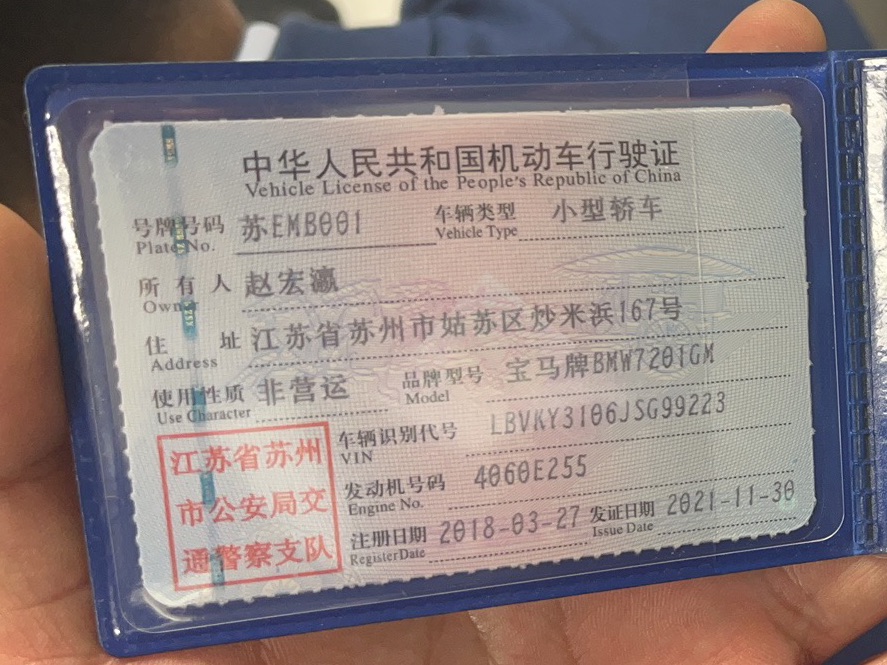 中华人民共和国机动车行驶证
Vehicle License of the People's Republic of China
号牌号码 苏EMB001 车辆类型 小型轿车
Plate No. Vehicle Type
所有人 赵宏瀛
Owner
住址 江苏省苏州市姑苏区炒米浜167号
Address
使用性质 非营运 品牌型号 宝马牌BMW7201GM
Use Character Model
车辆识别代号 LBVKY3106JSG99223
VIN
发动机号码 4060E255
Engine No.
注册日期 2018-03-27 发证日期 2021-11-30
Register Date Issue Date
江苏省苏州
市公安局交
通警察支队